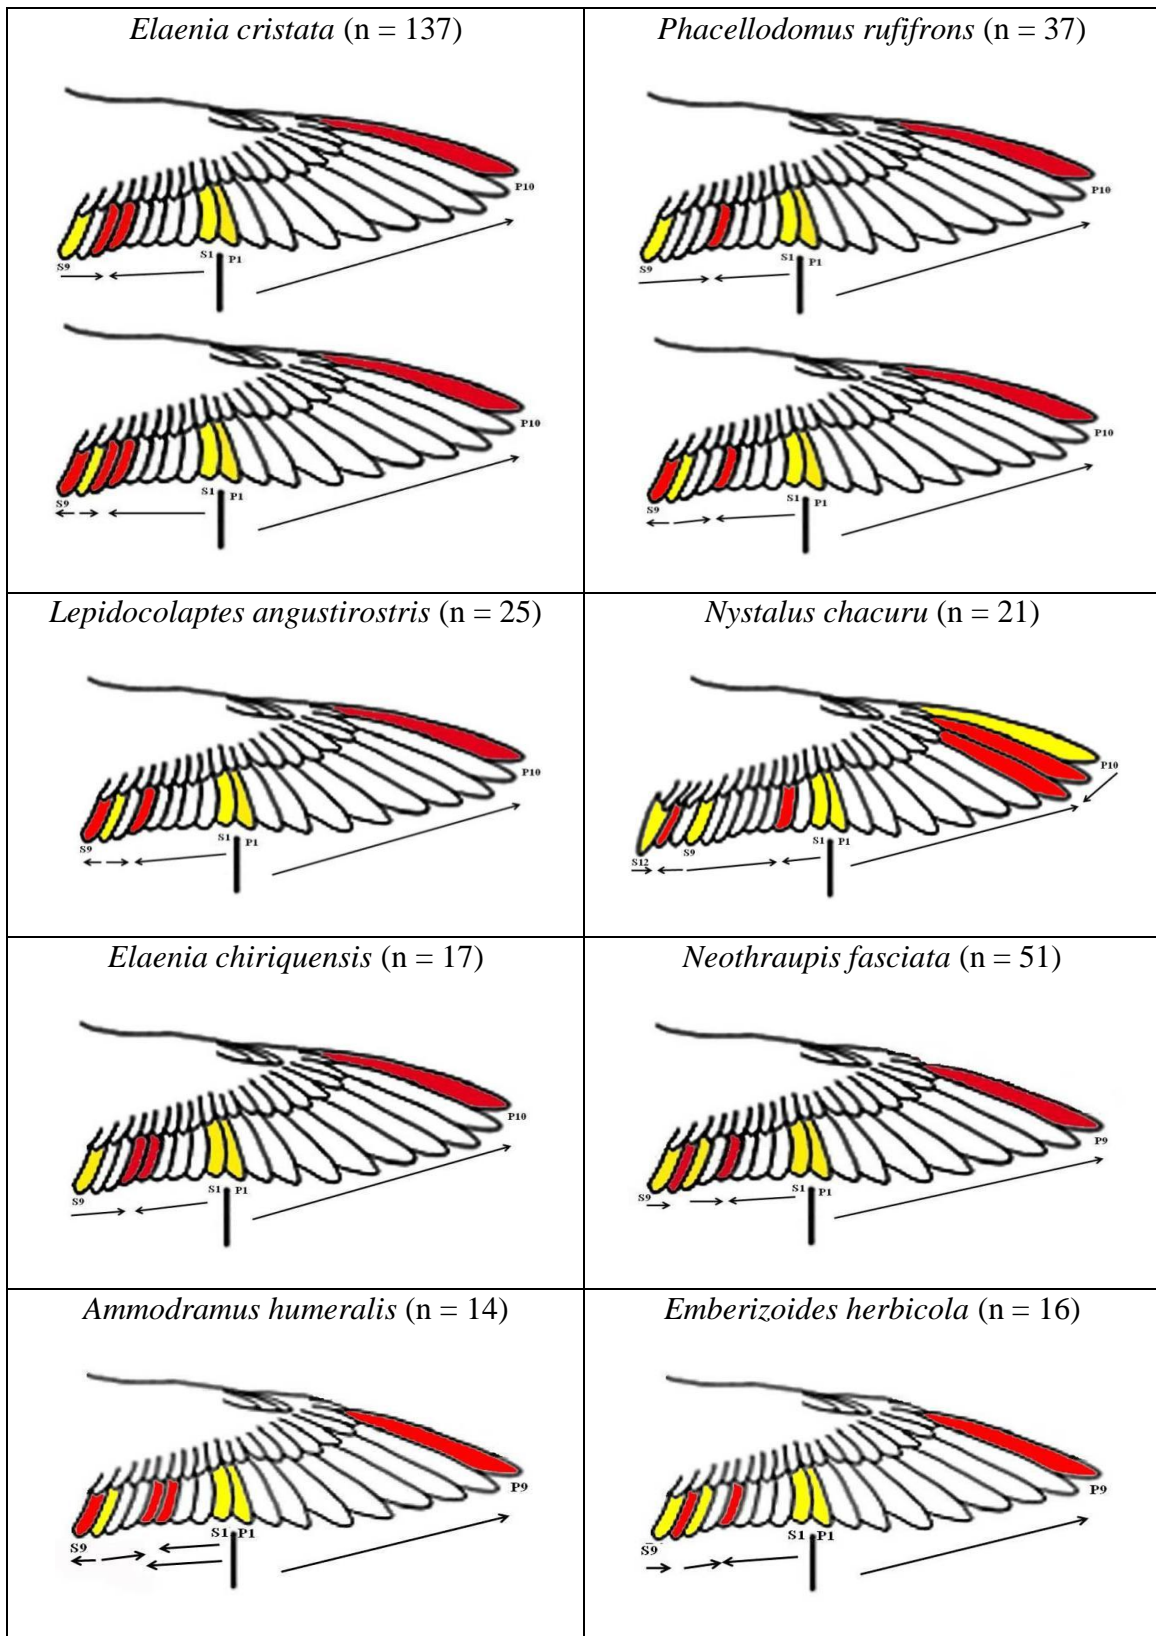 Elaenia cristata (n = 137)
P10
S1 P1
S9
P10
S1 P1
S9
Phacellodomus rufifrons (n = 37)
P10
S1 P1
S9
P10
S1 P1
S9
Lepidocolaptes angustirostris (n = 25)
P10
S1 P1
S9
Nystalus chacuru (n = 21)
P10
S1 P1
S12 S9
Elaenia chiriquensis (n = 17)
P10
S1 P1
S9
Neothraupis fasciata (n = 51)
P9
S1 P1
S9
Ammodramus humeralis (n = 14)
P9
S1 P1
S9
Emberizoides herbicola (n = 16)
P9
S1 P1
S9